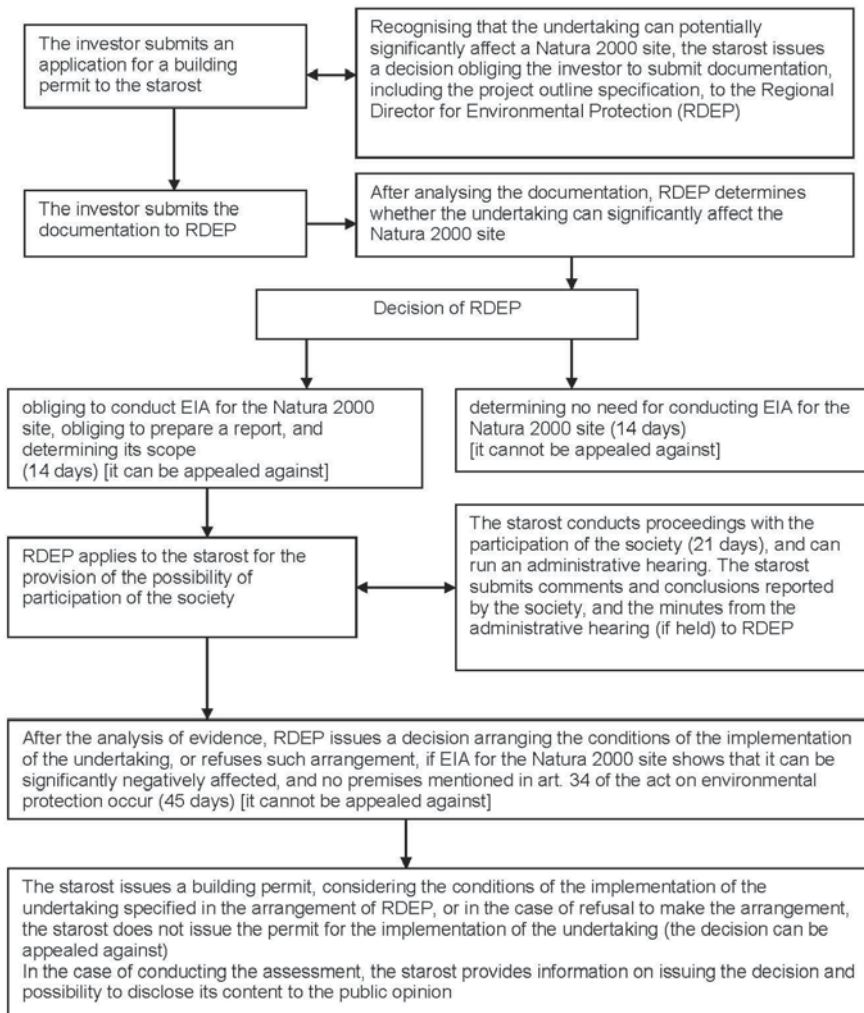 The investor submits an
application for a building
permit to the starost
Recognising that the undertaking can potentially
significantly affect a Natura 2000 site, the starost issues
a decision obliging the investor to submit documentation,
including the project outline specification, to the Regional
Director for Environmental Protection (RDEP)
The investor submits the
documentation to RDEP
After analysing the documentation, RDEP determines
whether the undertaking can significantly affect the
Natura 2000 site
Decision of RDEP
obliging to conduct EIA for the Natura 2000
site, obliging to prepare a report, and
determining its scope
(14 days) [it can be appealed against]
determining no need for conducting EIA for the
Natura 2000 site (14 days)
[it cannot be appealed against]
RDEP applies to the starost for the
provision of the possibility of
participation of the society
The starost conducts proceedings with the
participation of the society (21 days), and can
run an administrative hearing. The starost
submits comments and conclusions reported
by the society, and the minutes from the
administrative hearing (if held) to RDEP
After the analysis of evidence, RDEP issues a decision arranging the conditions of the implementation
of the undertaking, or refuses such arrangement, if EIA for the Natura 2000 site shows that it can be
significantly negatively affected, and no premises mentioned in art. 34 of the act on environmental
protection occur (45 days) [it cannot be appealed against]
The starost issues a building permit, considering the conditions of the implementation of the
undertaking specified in the arrangement of RDEP, or in the case of refusal to make the arrangement,
the starost does not issue the permit for the implementation of the undertaking (the decision can be
appealed against)
In the case of conducting the assessment, the starost provides information on issuing the decision and
possibility to disclose its content to the public opinion